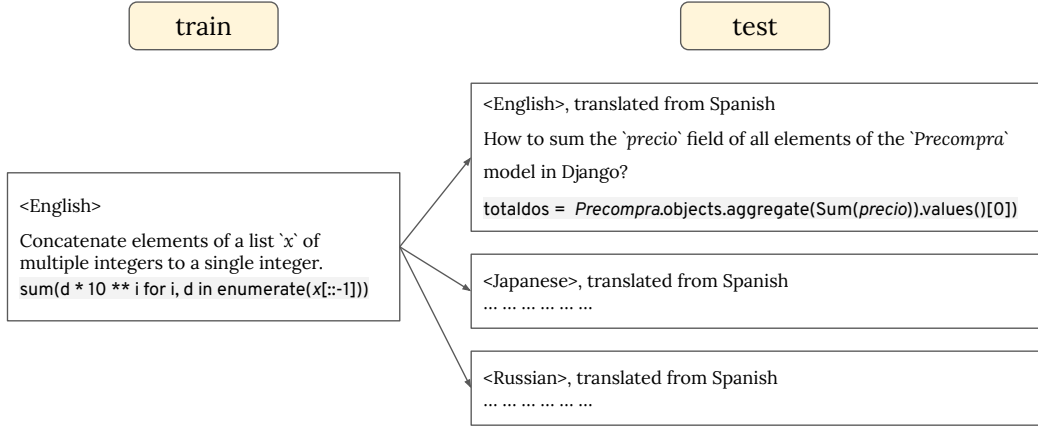 train
test
<English>
Concatenate elements of a list `x` of
multiple integers to a single integer.
sum(d * 10 ** i for i, d in enumerate(x[::-1]))
<English>, translated from Spanish
How to sum the `precio` field of all elements of the `Precompra`
model in Django?
totaldos = Precompra.objects.aggregate(Sum(precio)).values()[0])
<Japanese>, translated from Spanish
... ... ... ... ... ...
<Russian>, translated from Spanish
... ... ... ... ... ...